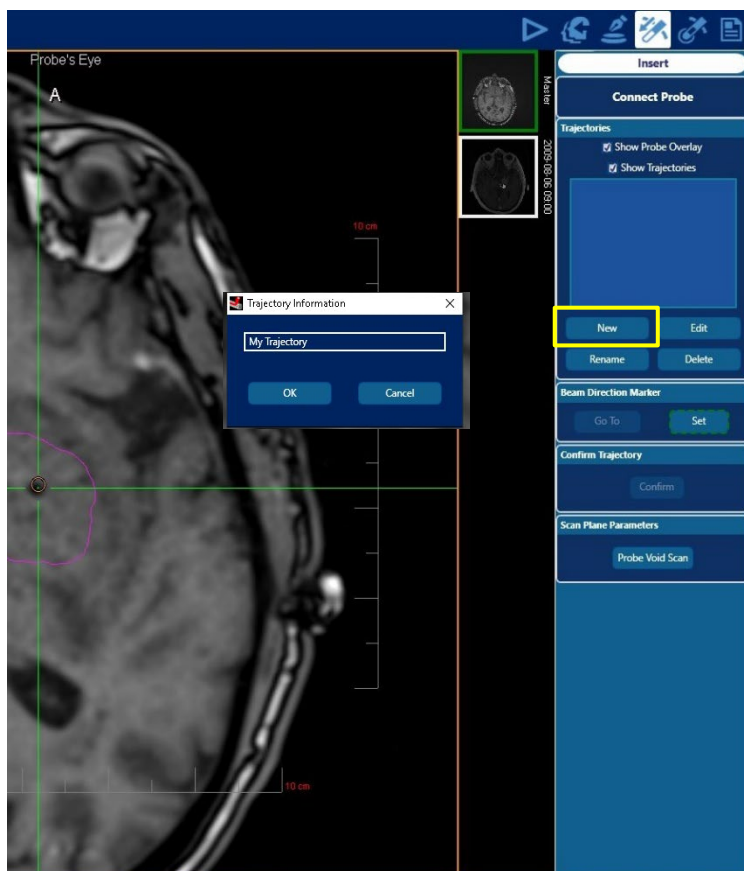 Probe's Eye
A
10 cm
10 cm
Master
2009-08-06 09:00
Trajectory Information
My Trajectory
OK
Cancel
Insert
Connect Probe
Trajectories
Show Probe Overlay
Show Trajectories
New
Edit
Rename
Delete
Beam Direction Marker
Go To
Set
Confirm Trajectory
Confirm
Scan Plane Parameters
Probe Void Scan